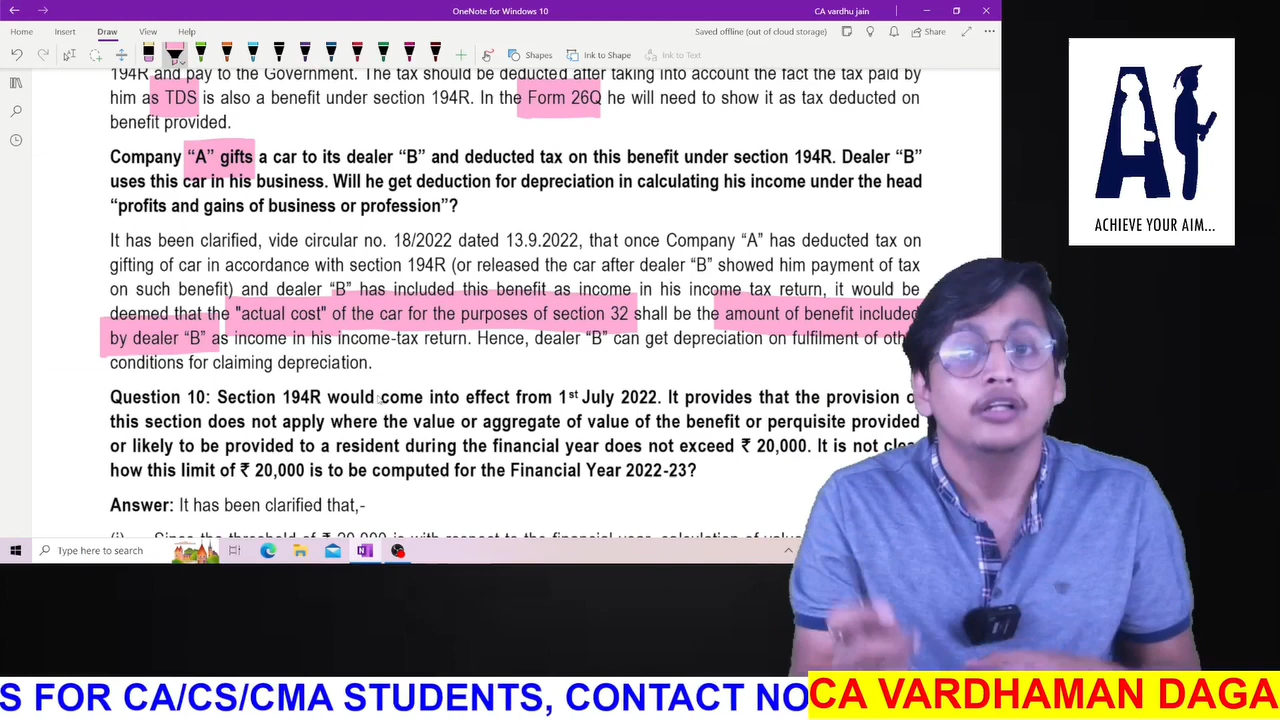 OneNote for Windows 10
CA vardhu jain
Home Insert Draw View Help
Saved offline (out of cloud storage)
Share
Shapes Ink to Shape Ink to Text
194R and pay to the Government. The tax should be deducted after taking into account the fact the tax paid by
him as TDS is also a benefit under section 194R. In the Form 26Q he will need to show it as tax deducted on
benefit provided.
Company “A” gifts a car to its dealer “B” and deducted tax on this benefit under section 194R. Dealer “B”
uses this car in his business. Will he get deduction for depreciation in calculating his income under the head
“profits and gains of business or profession”?
It has been clarified, vide circular no. 18/2022 dated 13.9.2022, that once Company “A” has deducted tax on
gifting of car in accordance with section 194R (or released the car after dealer “B” showed him payment of tax
on such benefit) and dealer “B” has included this benefit as income in his income tax return, it would be
deemed that the "actual cost" of the car for the purposes of section 32 shall be the amount of benefit included
by dealer “B” as income in his income-tax return. Hence, dealer “B” can get depreciation on fulfilment of
conditions for claiming depreciation.
Question 10: Section 194R would come into effect from 1st July 2022. It provides that the provision
this section does not apply where the value or aggregate of value of the benefit or perquisite provided
or likely to be provided to a resident during the financial year does not exceed ₹ 20,000. It is not
how this limit of ₹ 20,000 is to be computed for the Financial Year 2022-23?
Answer: It has been clarified that,-
(i) Since the threshold of ₹ 20,000 is with respect to the financial year, calculation of
Type here to search
ACHIEVE YOUR AIM...
S FOR CA/CS/CMA STUDENTS, CONTACT NO
CA VARDHAMAN DAGA